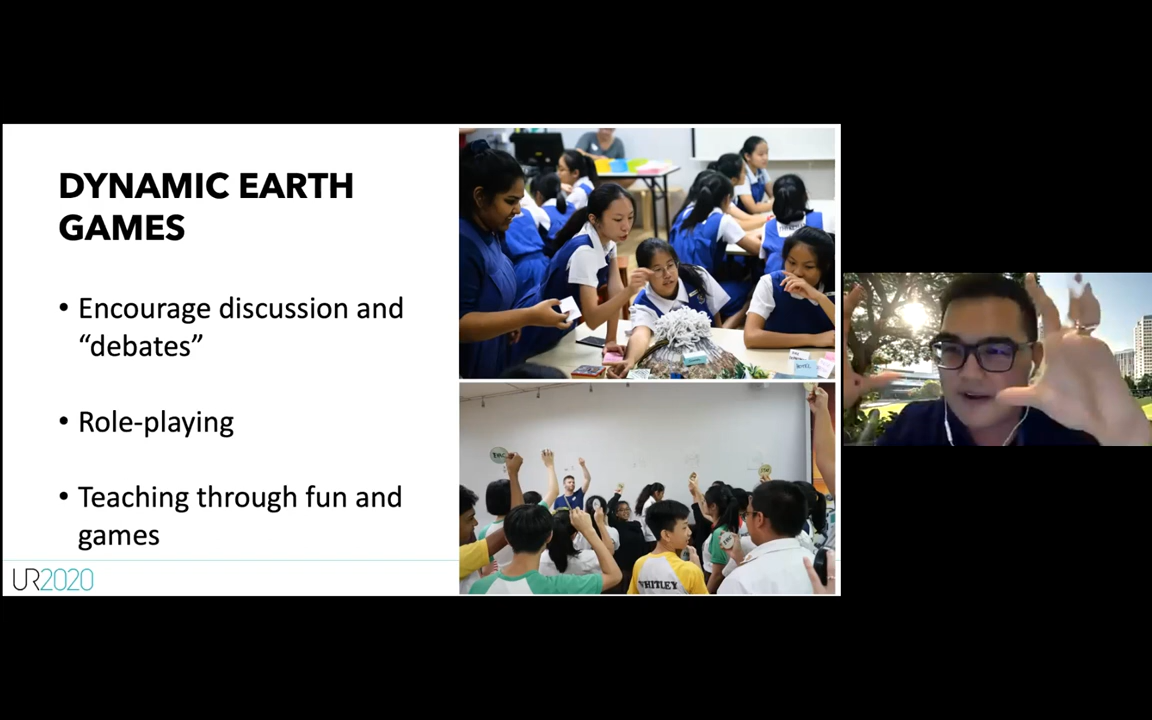 DYNAMIC EARTH
GAMES
• Encourage discussion and
“debates”
• Role-playing
• Teaching through fun and
games
UR2020
WHITLEY